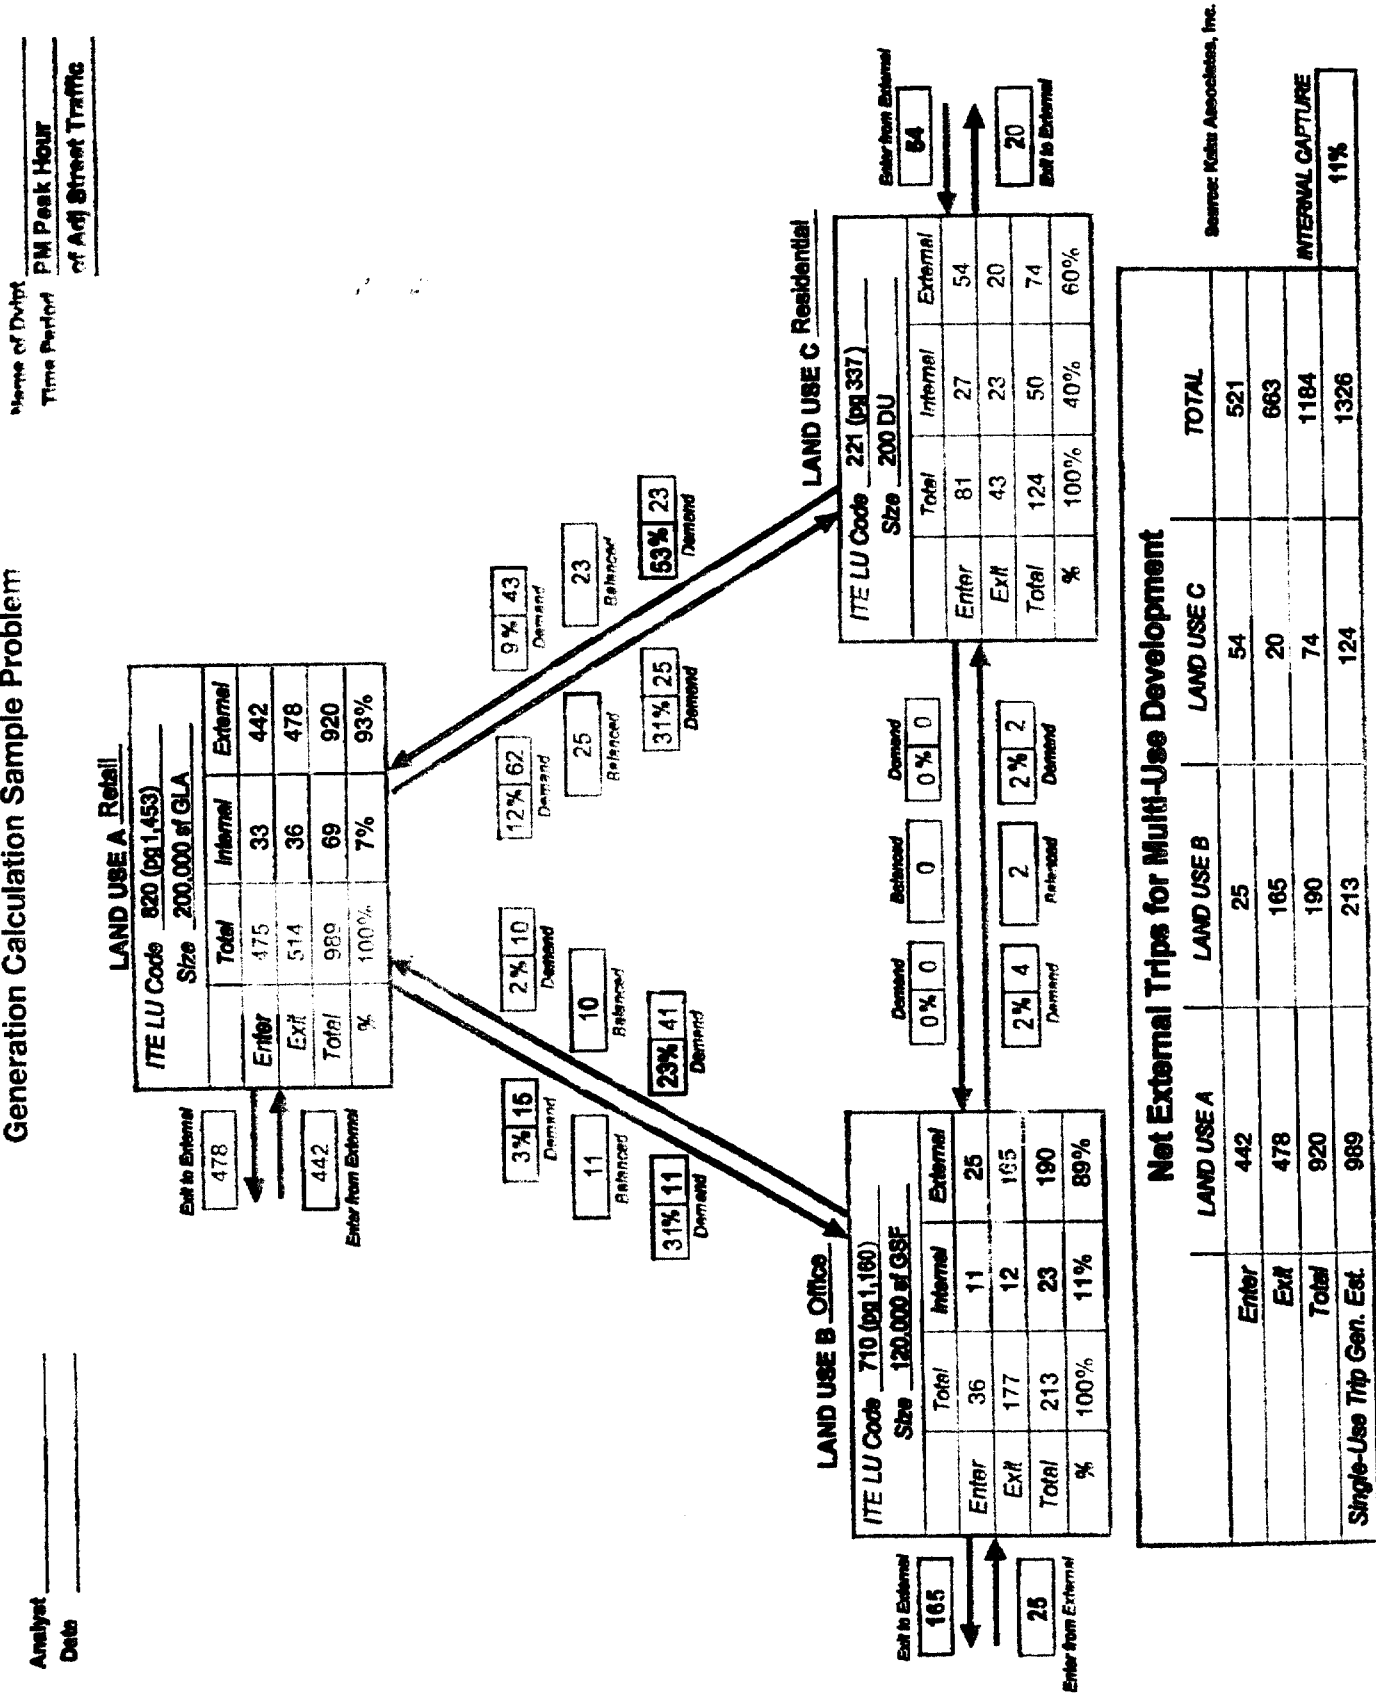 Generation Calculation Sample Problem
Analyst
Date
Name of Dvlpt
Time Period PM Peak Hour
of Adj Street Traffic
LAND USE A Retail
ITE LU Code 820 (pg 1,453)
Size 200,000 sf of GLA
Total Internal External
Enter 475 33 442
Exit 514 36 478
Total 989 69 920
% 100% 7% 93%
Exit to External
478
442
Enter from External
3% 15
Demand
2% 10
Demand
12% 62
Demand
9% 43
Demand
11
Balanced
10
Balanced
25
Balanced
23
Balanced
31% 11
Demand
23% 41
Demand
31% 25
Demand
53% 23
Demand
LAND USE B Office
ITE LU Code 710 (pg 1,160)
Size 120,000 sf of GSF
Total Internal External
Enter 36 11 25
Exit 177 12 165
Total 213 23 190
% 100% 11% 89%
Exit to External
165
25
Enter from External
Demand
0% 0
Balanced
0
Demand
0% 0
2% 4
Demand
2
Balanced
2% 2
Demand
LAND USE C Residential
ITE LU Code 221 (pg 337)
Size 200 DU
Total Internal External
Enter 81 27 54
Exit 43 23 20
Total 124 50 74
% 100% 40% 60%
Enter from External
54
20
Exit to External
Net External Trips for Multi-Use Development
LAND USE A LAND USE B LAND USE C TOTAL
Enter 442 25 54 521
Exit 478 165 20 663
Total 920 190 74 1184
Single-Use Trip Gen. Est. 989 213 124 1326
Source: Kaku Associates, Inc.
INTERNAL CAPTURE
11%